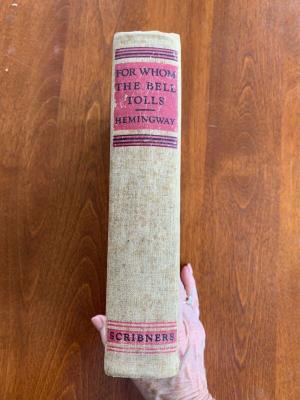 FOR WHOM
THE BELL
TOLLS
HEMINGWAY
SCRIBNERS